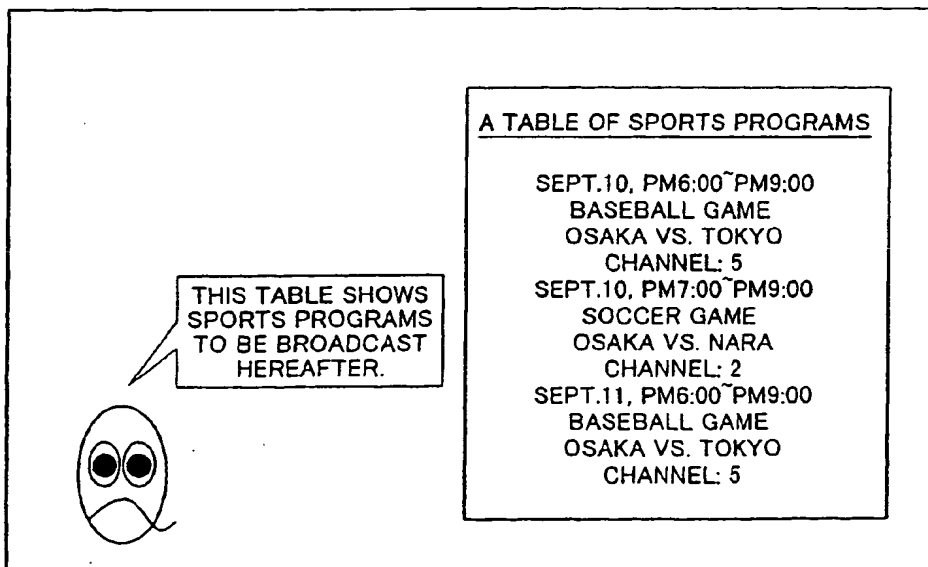 A TABLE OF SPORTS PROGRAMS
SEPT.10, PM6:00~PM9:00
BASEBALL GAME
OSAKA VS. TOKYO
CHANNEL: 5
SEPT.10, PM7:00~PM9:00
SOCCER GAME
OSAKA VS. NARA
CHANNEL: 2
SEPT.11, PM6:00~PM9:00
BASEBALL GAME
OSAKA VS. TOKYO
CHANNEL: 5
THIS TABLE SHOWS
SPORTS PROGRAMS
TO BE BROADCAST
HEREAFTER.